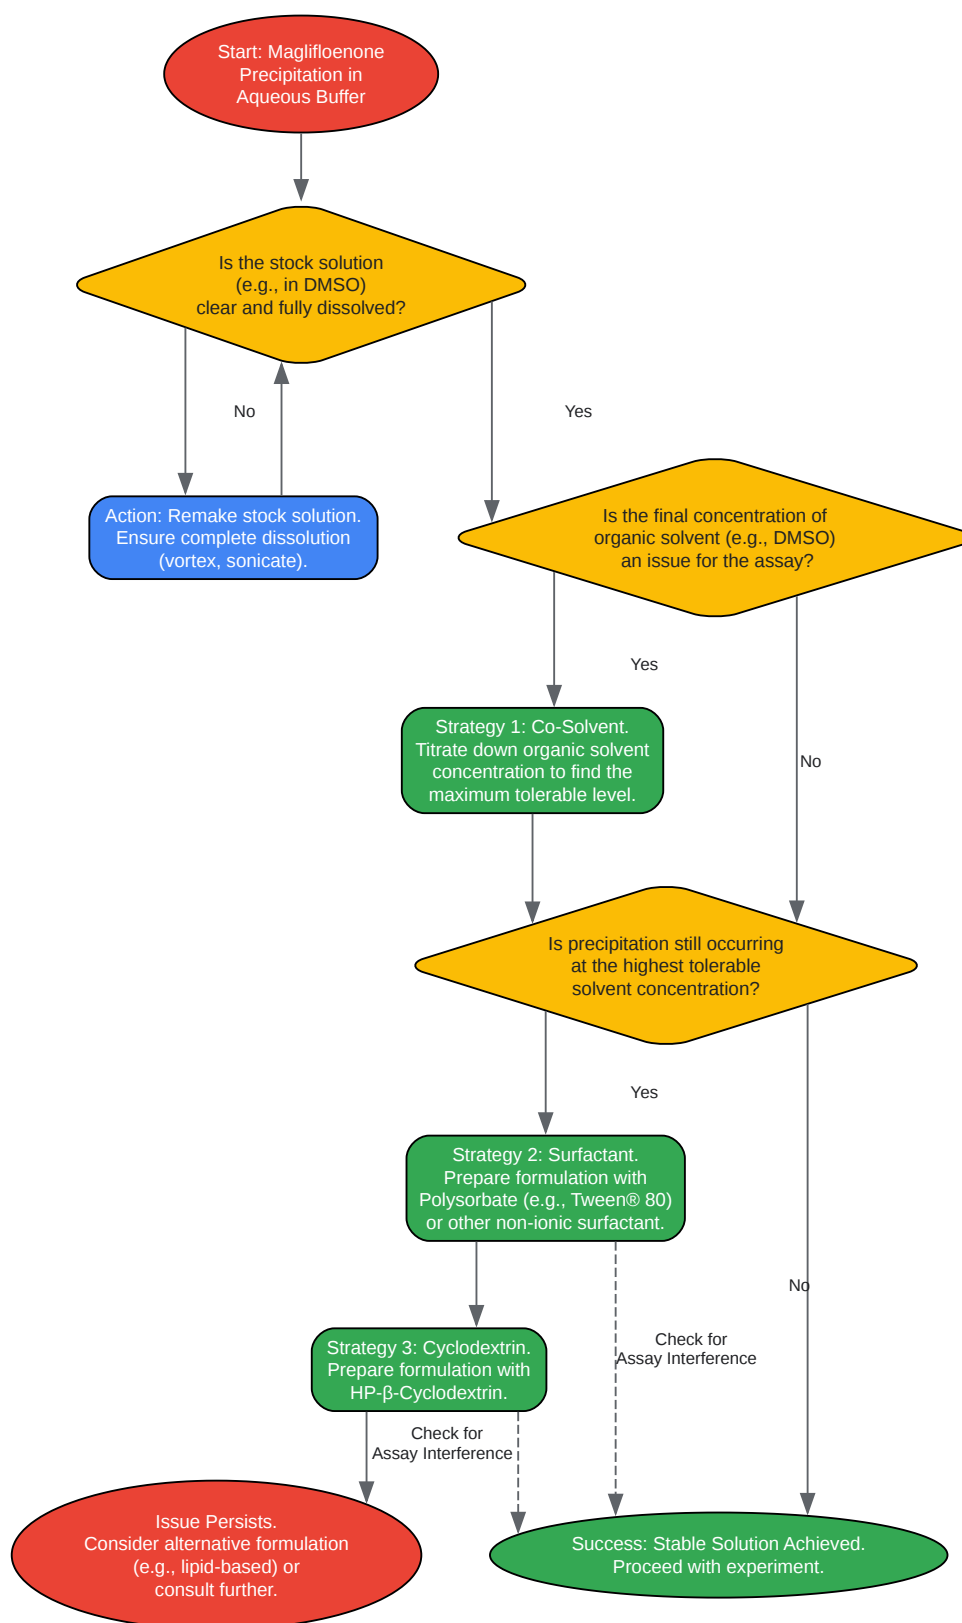 Start: Maglifloenone
Precipitation in
Aqueous Buffer
Is the stock solution
(e.g., in DMSO)
clear and fully dissolved?
No
Yes
Action: Remake stock solution.
Ensure complete dissolution
(vortex, sonicate).
Is the final concentration of
organic solvent (e.g., DMSO)
an issue for the assay?
Yes
Strategy 1: Co-Solvent.
Titrate down organic solvent
concentration to find the
maximum tolerable level.
No
Is precipitation still occurring
at the highest tolerable
solvent concentration?
Yes
Strategy 2: Surfactant.
Prepare formulation with
Polysorbate (e.g., Tween® 80)
or other non-ionic surfactant.
No
Strategy 3: Cyclodextrin.
Prepare formulation with
HP-β-Cyclodextrin.
Check for
Assay Interference
Check for
Assay Interference
Issue Persists.
Consider alternative formulation
(e.g., lipid-based) or
consult further.
Success: Stable Solution Achieved.
Proceed with experiment.